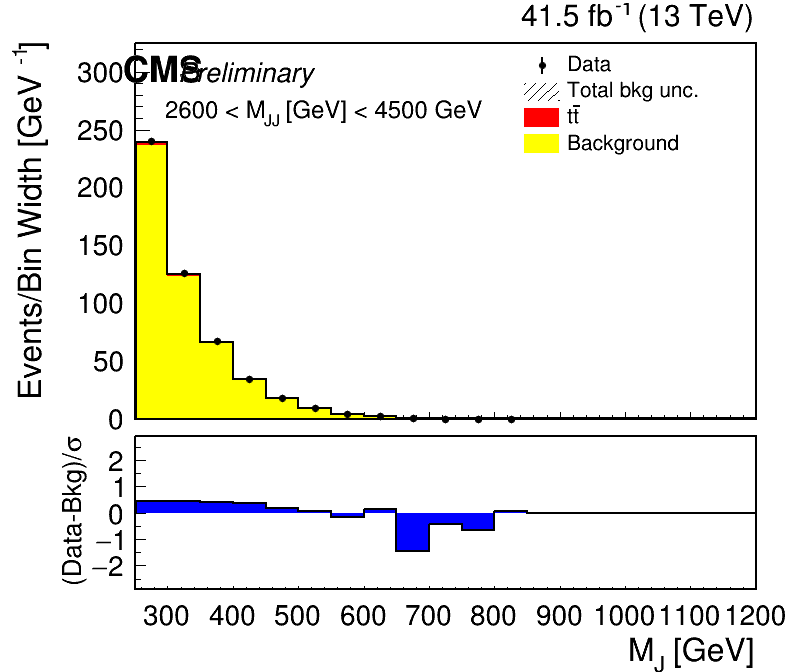 41.5 fb⁻¹ (13 TeV)
CMS Preliminary
2600 < M_JJ [GeV] < 4500 GeV
Data
Total bkg unc.
tt̄
Background
Events/Bin Width [GeV⁻¹]
300
250
200
150
100
50
0
(Data-Bkg)/σ
2
1
0
−1
−2
300 400 500 600 700 800 900 1000 1100 1200
M_J [GeV]